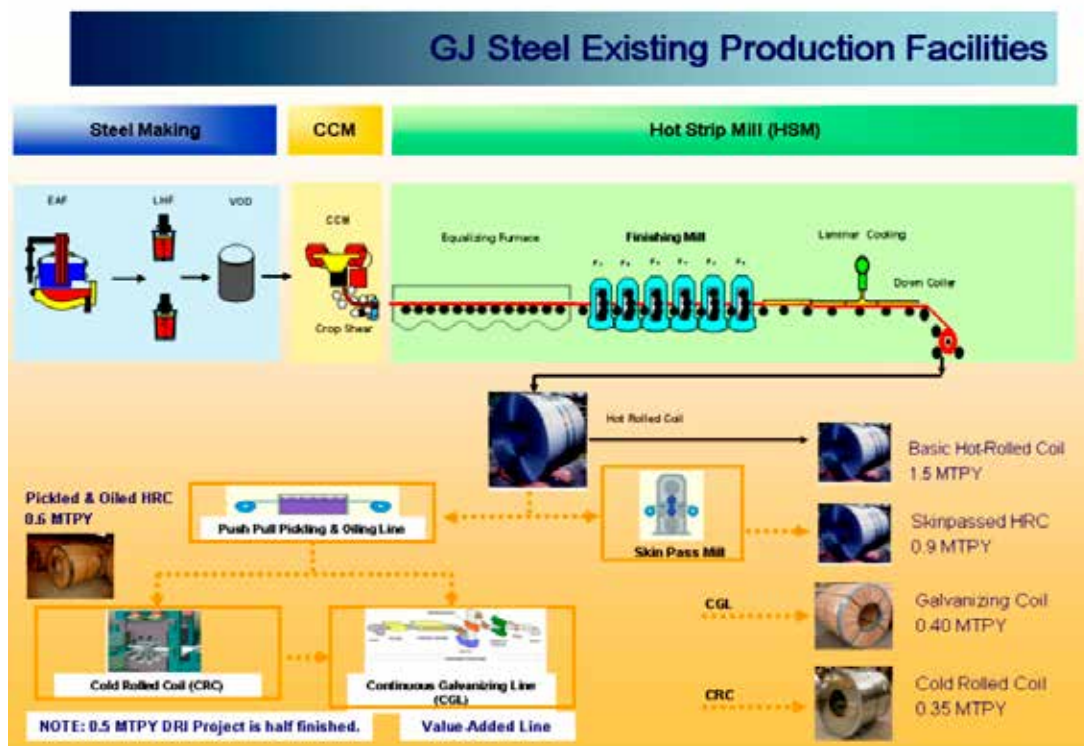 GJ Steel Existing Production Facilities
Steel Making
CCM
Hot Strip Mill (HSM)
EAF
LHF
VOD
CCM
Crop Shear
Equalizing Furnace
Finishing Mill
Laminar Cooling
Down Coiler
Hot Rolled Coil
Basic Hot-Rolled Coil
1.5 MTPY
Pickled & Oiled HRC
0.6 MTPY
Push Pull Pickling & Oiling Line
Skin Pass Mill
Skinpassed HRC
0.9 MTPY
CGL
Galvanizing Coil
0.40 MTPY
Cold Rolled Coil (CRC)
Continuous Galvanizing Line
(CGL)
CRC
Cold Rolled Coil
0.35 MTPY
NOTE: 0.5 MTPY DRI Project is half finished.
Value-Added Line